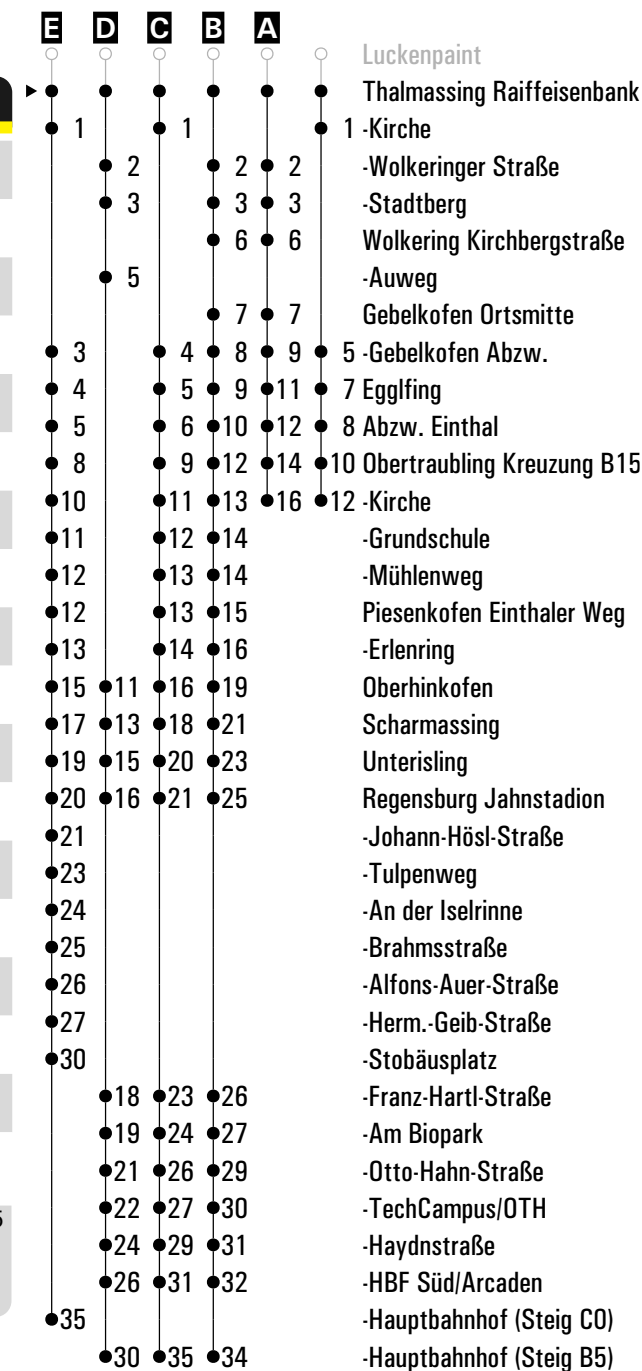 E D C B A
Luckenpaint
Thalmassing Raiffeisenbank
1 1 1 -Kirche
2 2 2 -Wolkeringer Straße
3 3 3 -Stadtberg
6 6 Wolkering Kirchbergstraße
5 -Auweg
7 7 Gebelkofen Ortsmitte
3 4 8 9 5 -Gebelkofen Abzw.
4 5 9 11 7 Egglfing
5 6 10 12 8 Abzw. Einthal
8 9 12 14 10 Obertraubling Kreuzung B15
10 11 13 16 12 -Kirche
11 12 14 -Grundschule
12 13 14 -Mühlenweg
12 13 15 Piesenkofen Einthaler Weg
13 14 16 -Erlenring
15 11 16 19 Oberhinkofen
17 13 18 21 Scharmassing
19 15 20 23 Unterisling
20 16 21 25 Regensburg Jahnstadion
21 -Johann-Hösl-Straße
23 -Tulpenweg
24 -An der Iselrinne
25 -Brahmsstraße
26 -Alfons-Auer-Straße
27 -Herm.-Geib-Straße
30 -Stobäusplatz
18 23 26 -Franz-Hartl-Straße
19 24 27 -Am Biopark
21 26 29 -Otto-Hahn-Straße
22 27 30 -TechCampus/OTH
24 29 31 -Haydnstraße
26 31 32 -HBF Süd/Arcaden
35 -Hauptbahnhof (Steig C0)
30 35 34 -Hauptbahnhof (Steig B5)